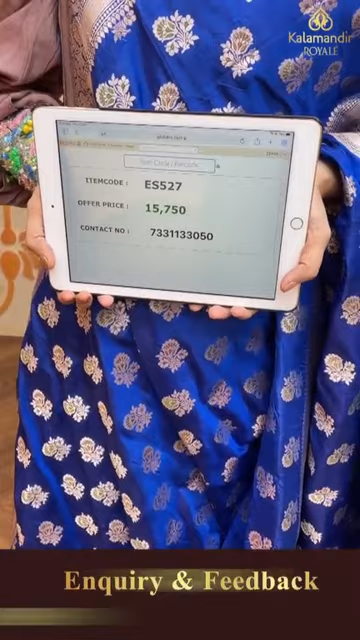 Kalamandir
ROYALE
ITEMCODE : ES527
OFFER PRICE : 15,750
CONTACT NO : 7331133050
Enquiry & Feedback